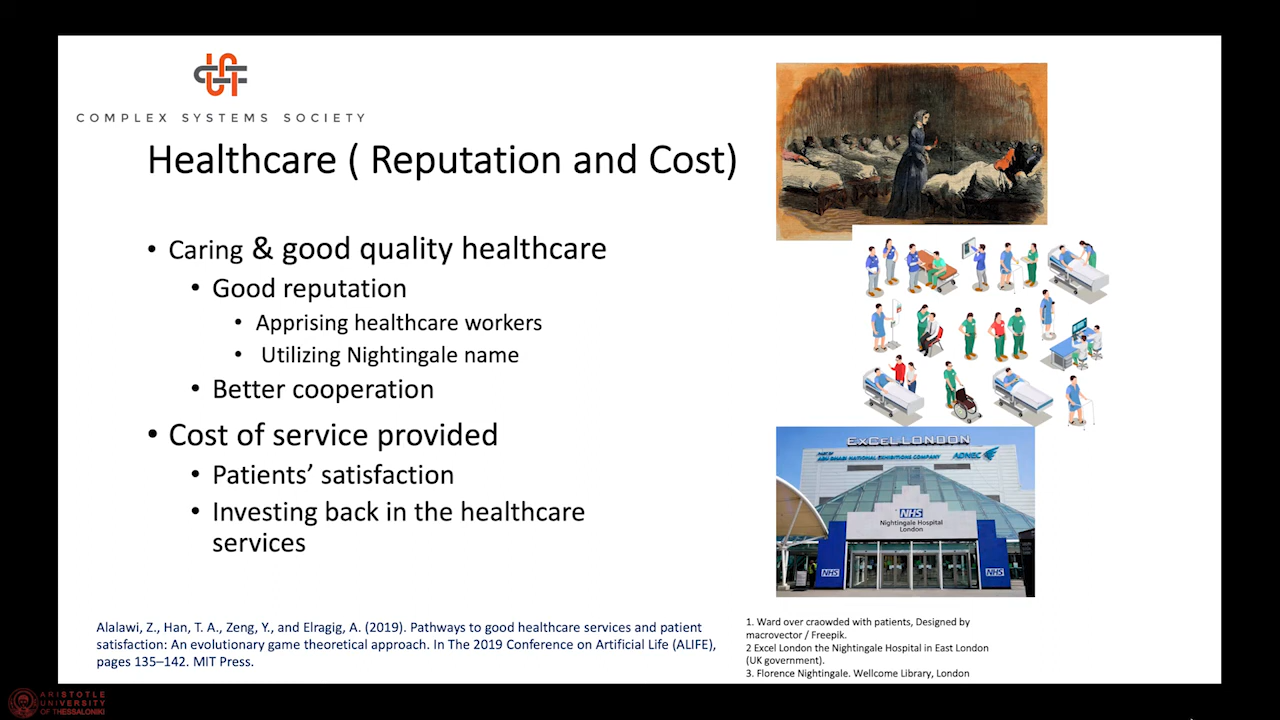 COMPLEX SYSTEMS SOCIETY
Healthcare ( Reputation and Cost)
• Caring & good quality healthcare
• Good reputation
• Apprising healthcare workers
• Utilizing Nightingale name
• Better cooperation
• Cost of service provided
• Patients’ satisfaction
• Investing back in the healthcare
services
ExCeL LONDON
ABU DHABI NATIONAL EXHIBITIONS COMPANY
ADNEC
NHS
Nightingale Hospital
London
NHS
NHS
Alalawi, Z., Han, T. A., Zeng, Y., and Elragig, A. (2019). Pathways to good healthcare services and patient
satisfaction: An evolutionary game theoretical approach. In The 2019 Conference on Artificial Life (ALIFE),
pages 135–142. MIT Press.
1. Ward over craowded with patients, Designed by
macrovector / Freepik.
2 Excel London the Nightingale Hospital in East London
(UK government).
3. Florence Nightingale. Wellcome Library, London
ARISTOTLE
UNIVERSITY
OF THESSALONIKI